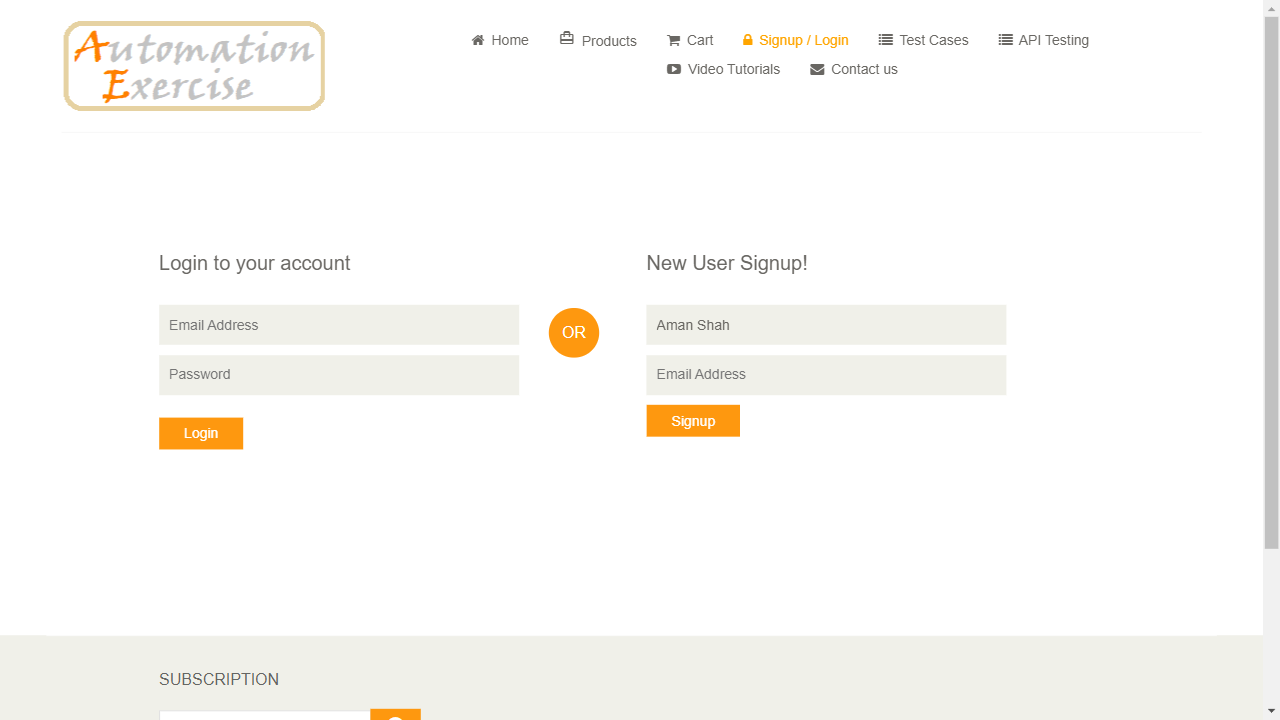 Automation
Exercise
Home
Products
Cart
Signup / Login
Test Cases
API Testing
Video Tutorials
Contact us
Login to your account
Email Address
Password
Login
OR
New User Signup!
Aman Shah
Email Address
Signup
SUBSCRIPTION